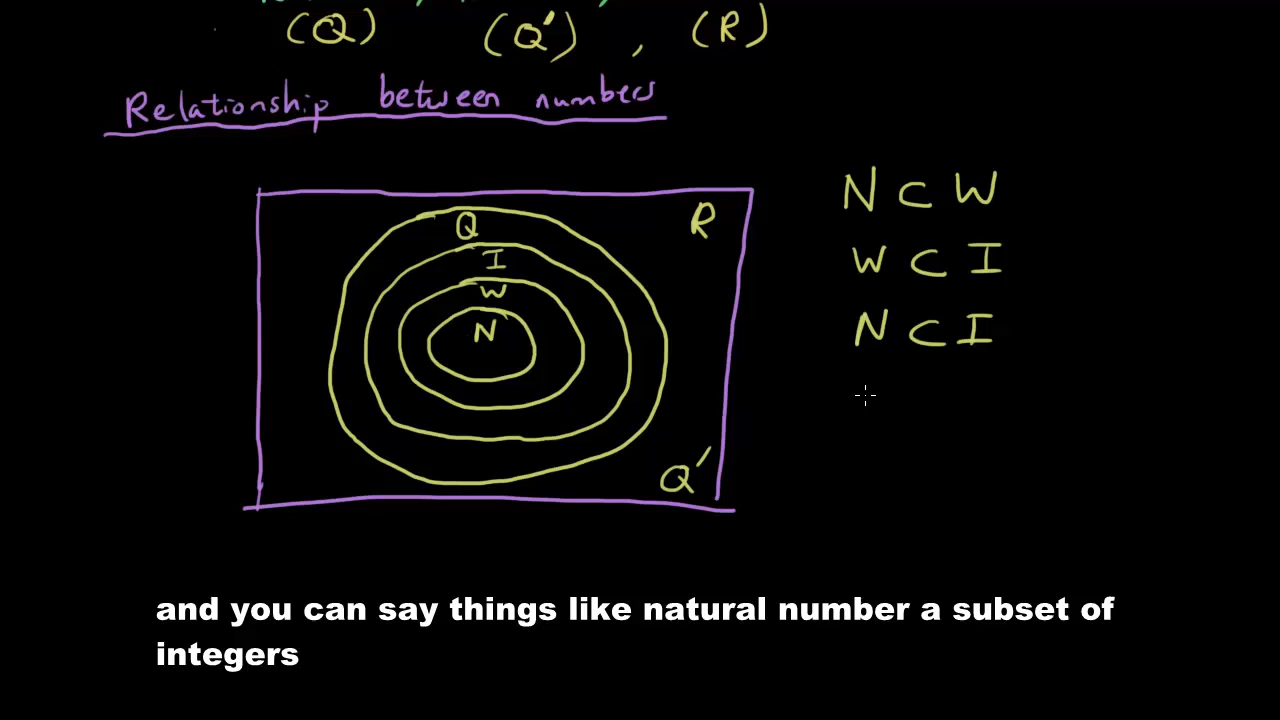 (Q) (Q') , (R)
Relationship between numbers
R
Q
I
W
N
Q'
N ⊂ W
W ⊂ I
N ⊂ I
and you can say things like natural number a subset of
integers